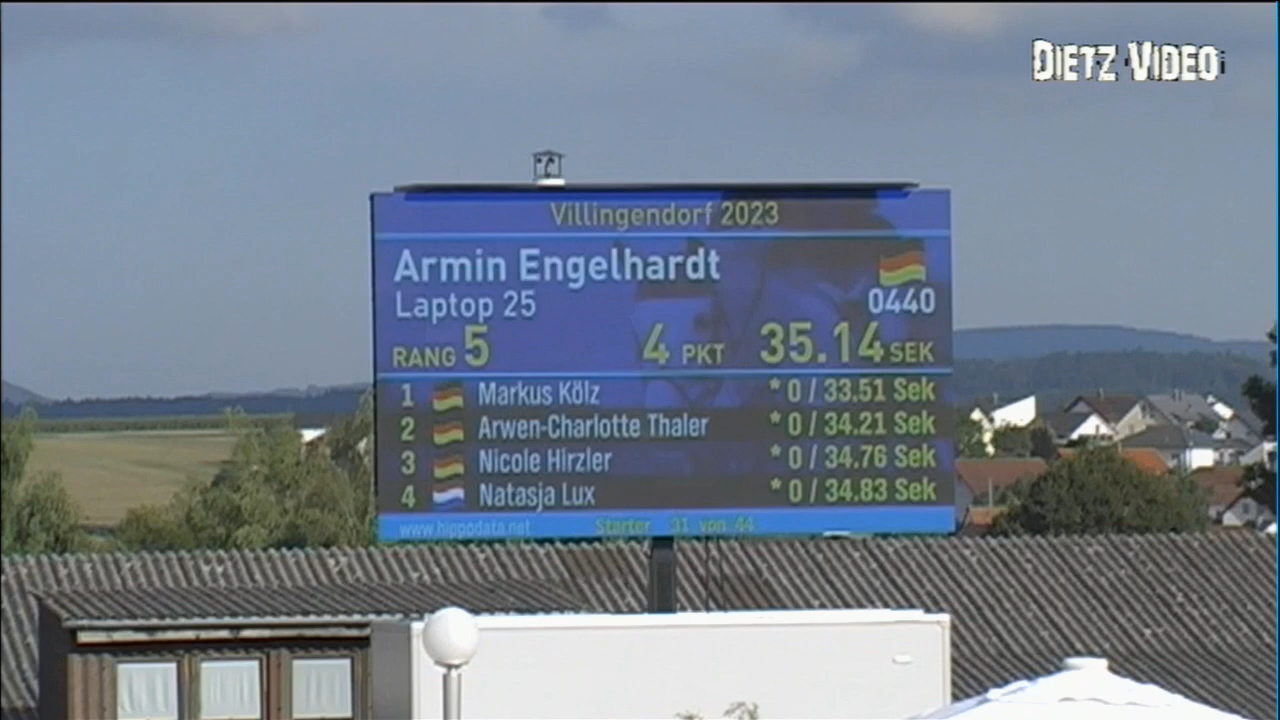 DIETZ VIDEO
Villingendorf 2023
Armin Engelhardt
Laptop 25 0440
RANG 5 4 PKT 35.14 SEK
1 Markus Kölz * 0 / 33.51 Sek
2 Arwen-Charlotte Thaler * 0 / 34.21 Sek
3 Nicole Hirzler * 0 / 34.76 Sek
4 Natasja Lux * 0 / 34.83 Sek
www.hippodata.net Starter 31 von 44